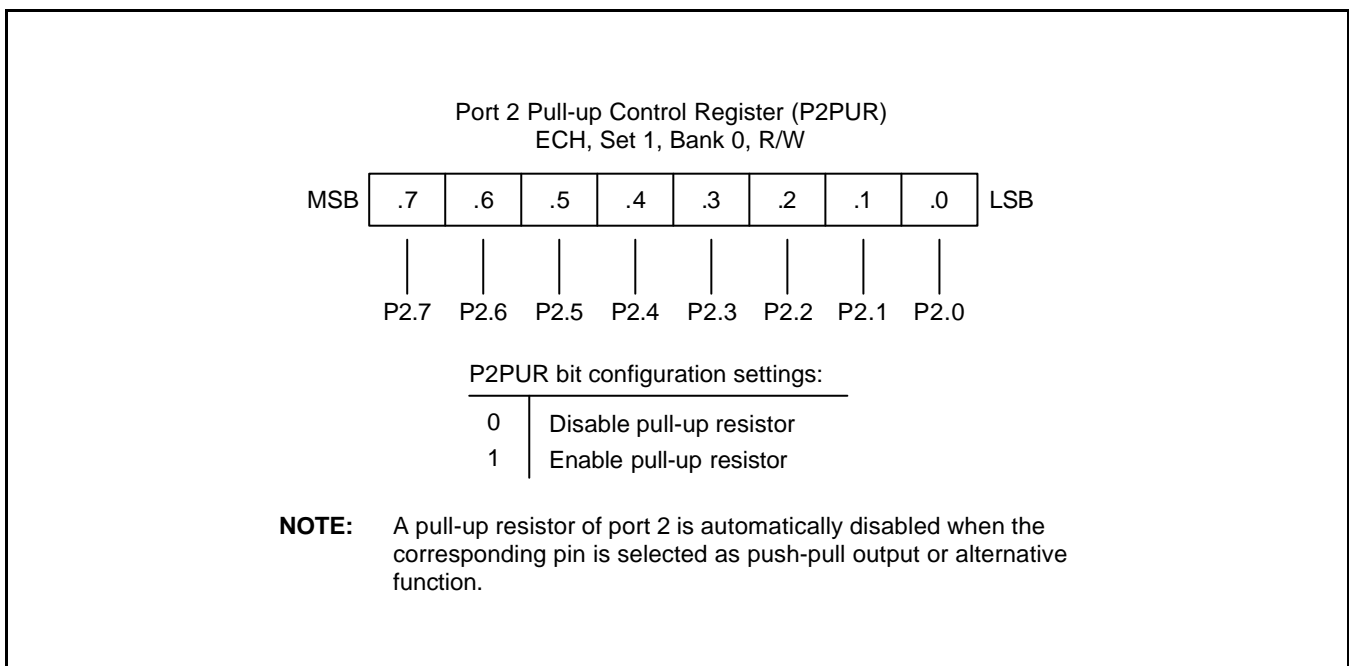 Port 2 Pull-up Control Register (P2PUR)
ECH, Set 1, Bank 0, R/W
MSB .7 .6 .5 .4 .3 .2 .1 .0 LSB
P2.7 P2.6 P2.5 P2.4 P2.3 P2.2 P2.1 P2.0
P2PUR bit configuration settings:
0 Disable pull-up resistor
1 Enable pull-up resistor
NOTE: A pull-up resistor of port 2 is automatically disabled when the
corresponding pin is selected as push-pull output or alternative
function.